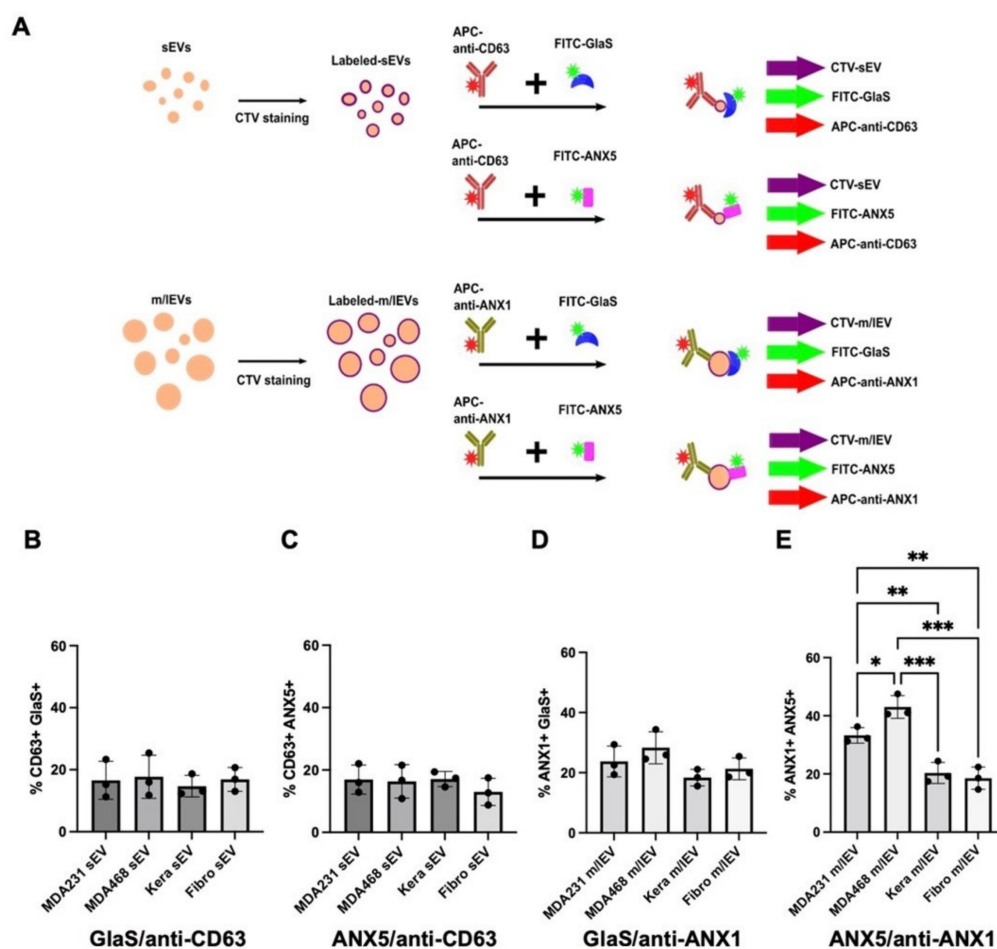 A
sEVs
CTV staining
Labeled-sEVs
APC-
anti-CD63
FITC-GlaS
+
CTV-sEV
FITC-GlaS
APC-anti-CD63
APC-
anti-CD63
FITC-ANX5
+
CTV-sEV
FITC-ANX5
APC-anti-CD63
m/lEVs
CTV staining
Labeled-m/lEVs
APC-
anti-ANX1
FITC-GlaS
+
CTV-m/lEV
FITC-GlaS
APC-anti-ANX1
APC-
anti-ANX1
FITC-ANX5
+
CTV-m/lEV
FITC-ANX5
APC-anti-ANX1
B
% CD63+ GlaS+
60
40
20
0
MDA231 sEV
MDA468 sEV
Kera sEV
Fibro sEV
GlaS/anti-CD63
C
% CD63+ ANX5+
60
40
20
0
MDA231 sEV
MDA468 sEV
Kera sEV
Fibro sEV
ANX5/anti-CD63
D
% ANX1+ GlaS+
60
40
20
0
MDA231 m/lEV
MDA468 m/lEV
Kera m/lEV
Fibro m/lEV
GlaS/anti-ANX1
E
% ANX1+ ANX5+
60
40
20
0
**
**
***
*
***
MDA231 m/lEV
MDA468 m/lEV
Kera m/lEV
Fibro m/lEV
ANX5/anti-ANX1